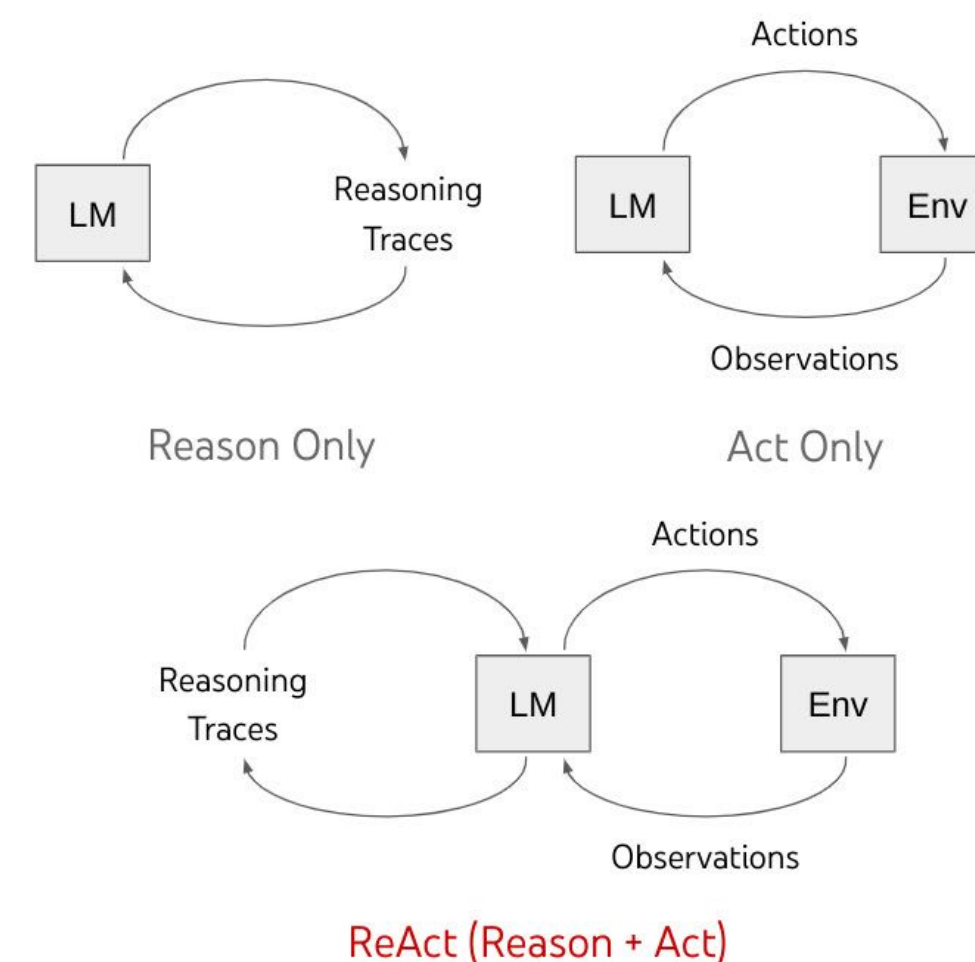 Actions
LM
Reasoning
Traces
LM
Env
Observations
Reason Only
Act Only
Actions
Reasoning
Traces
LM
Env
Observations
ReAct (Reason + Act)